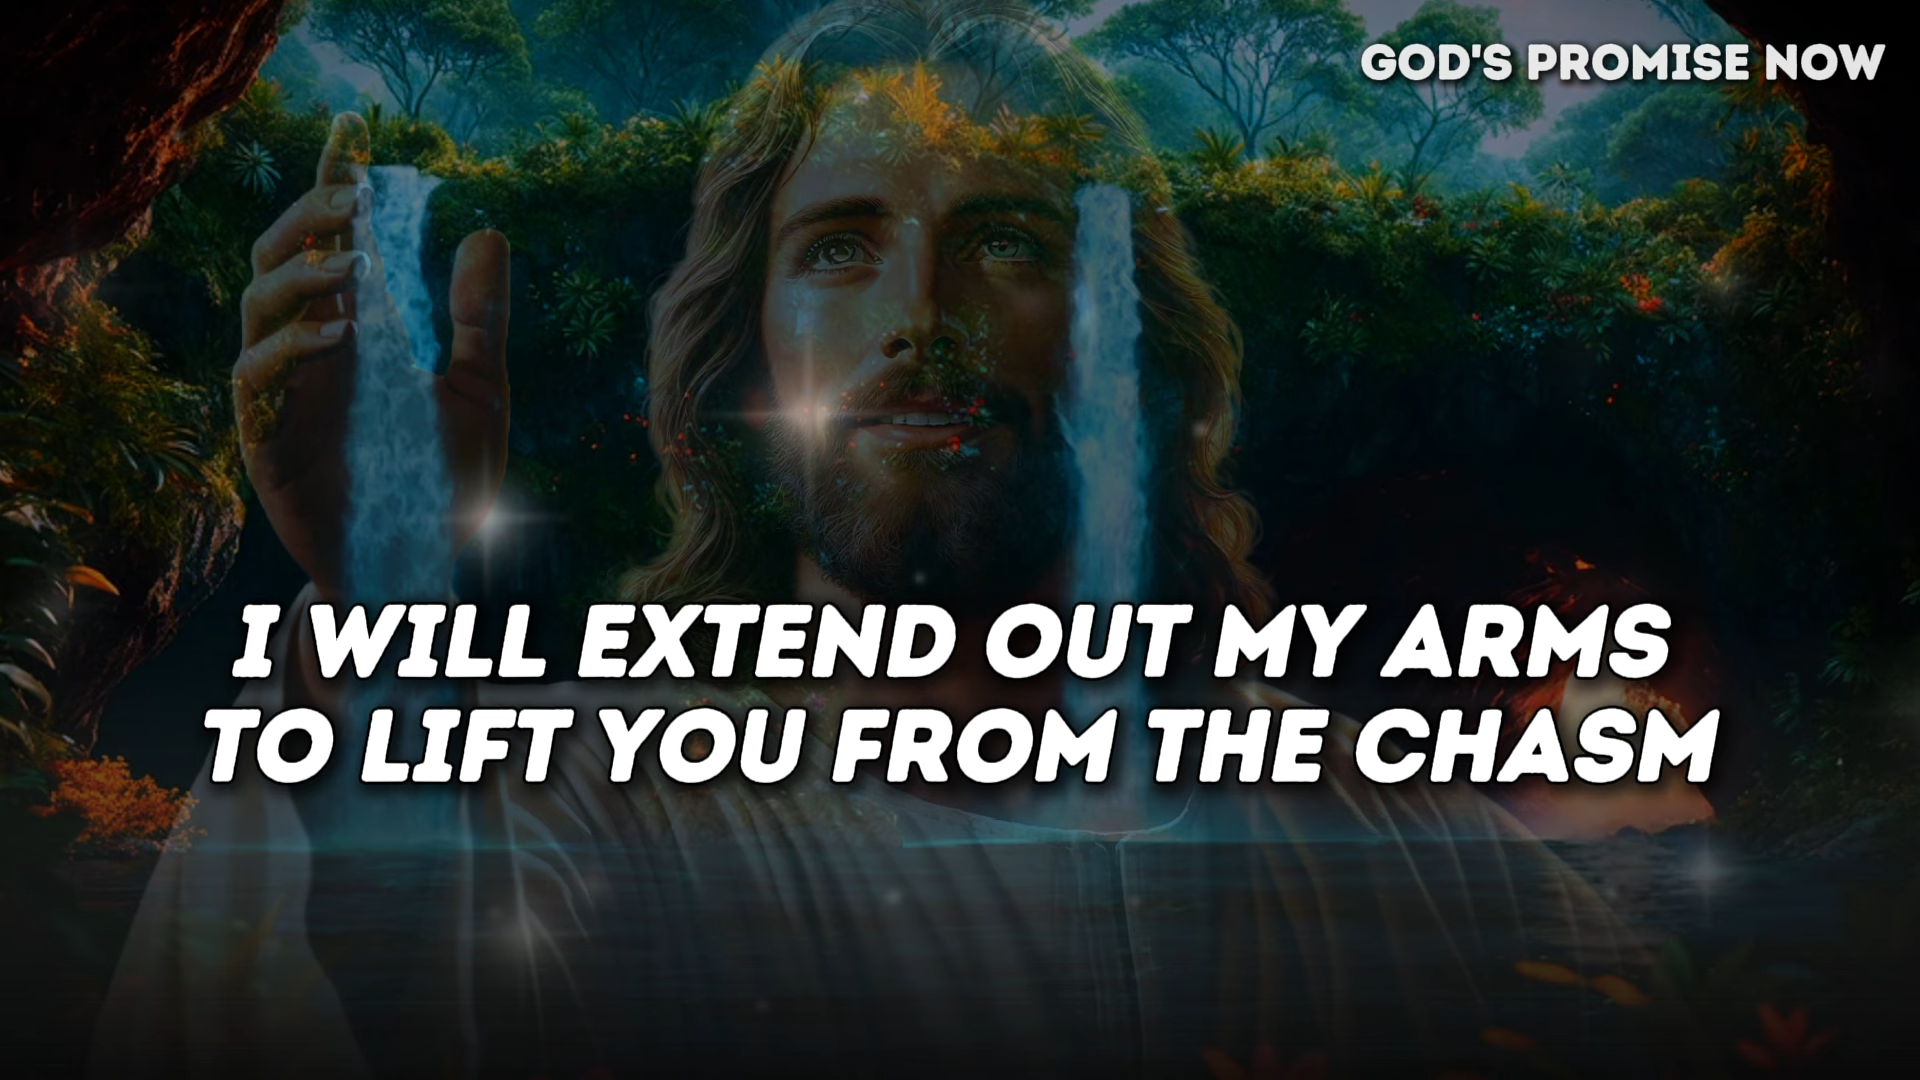 GOD'S PROMISE NOW
I WILL EXTEND OUT MY ARMS
TO LIFT YOU FROM THE CHASM